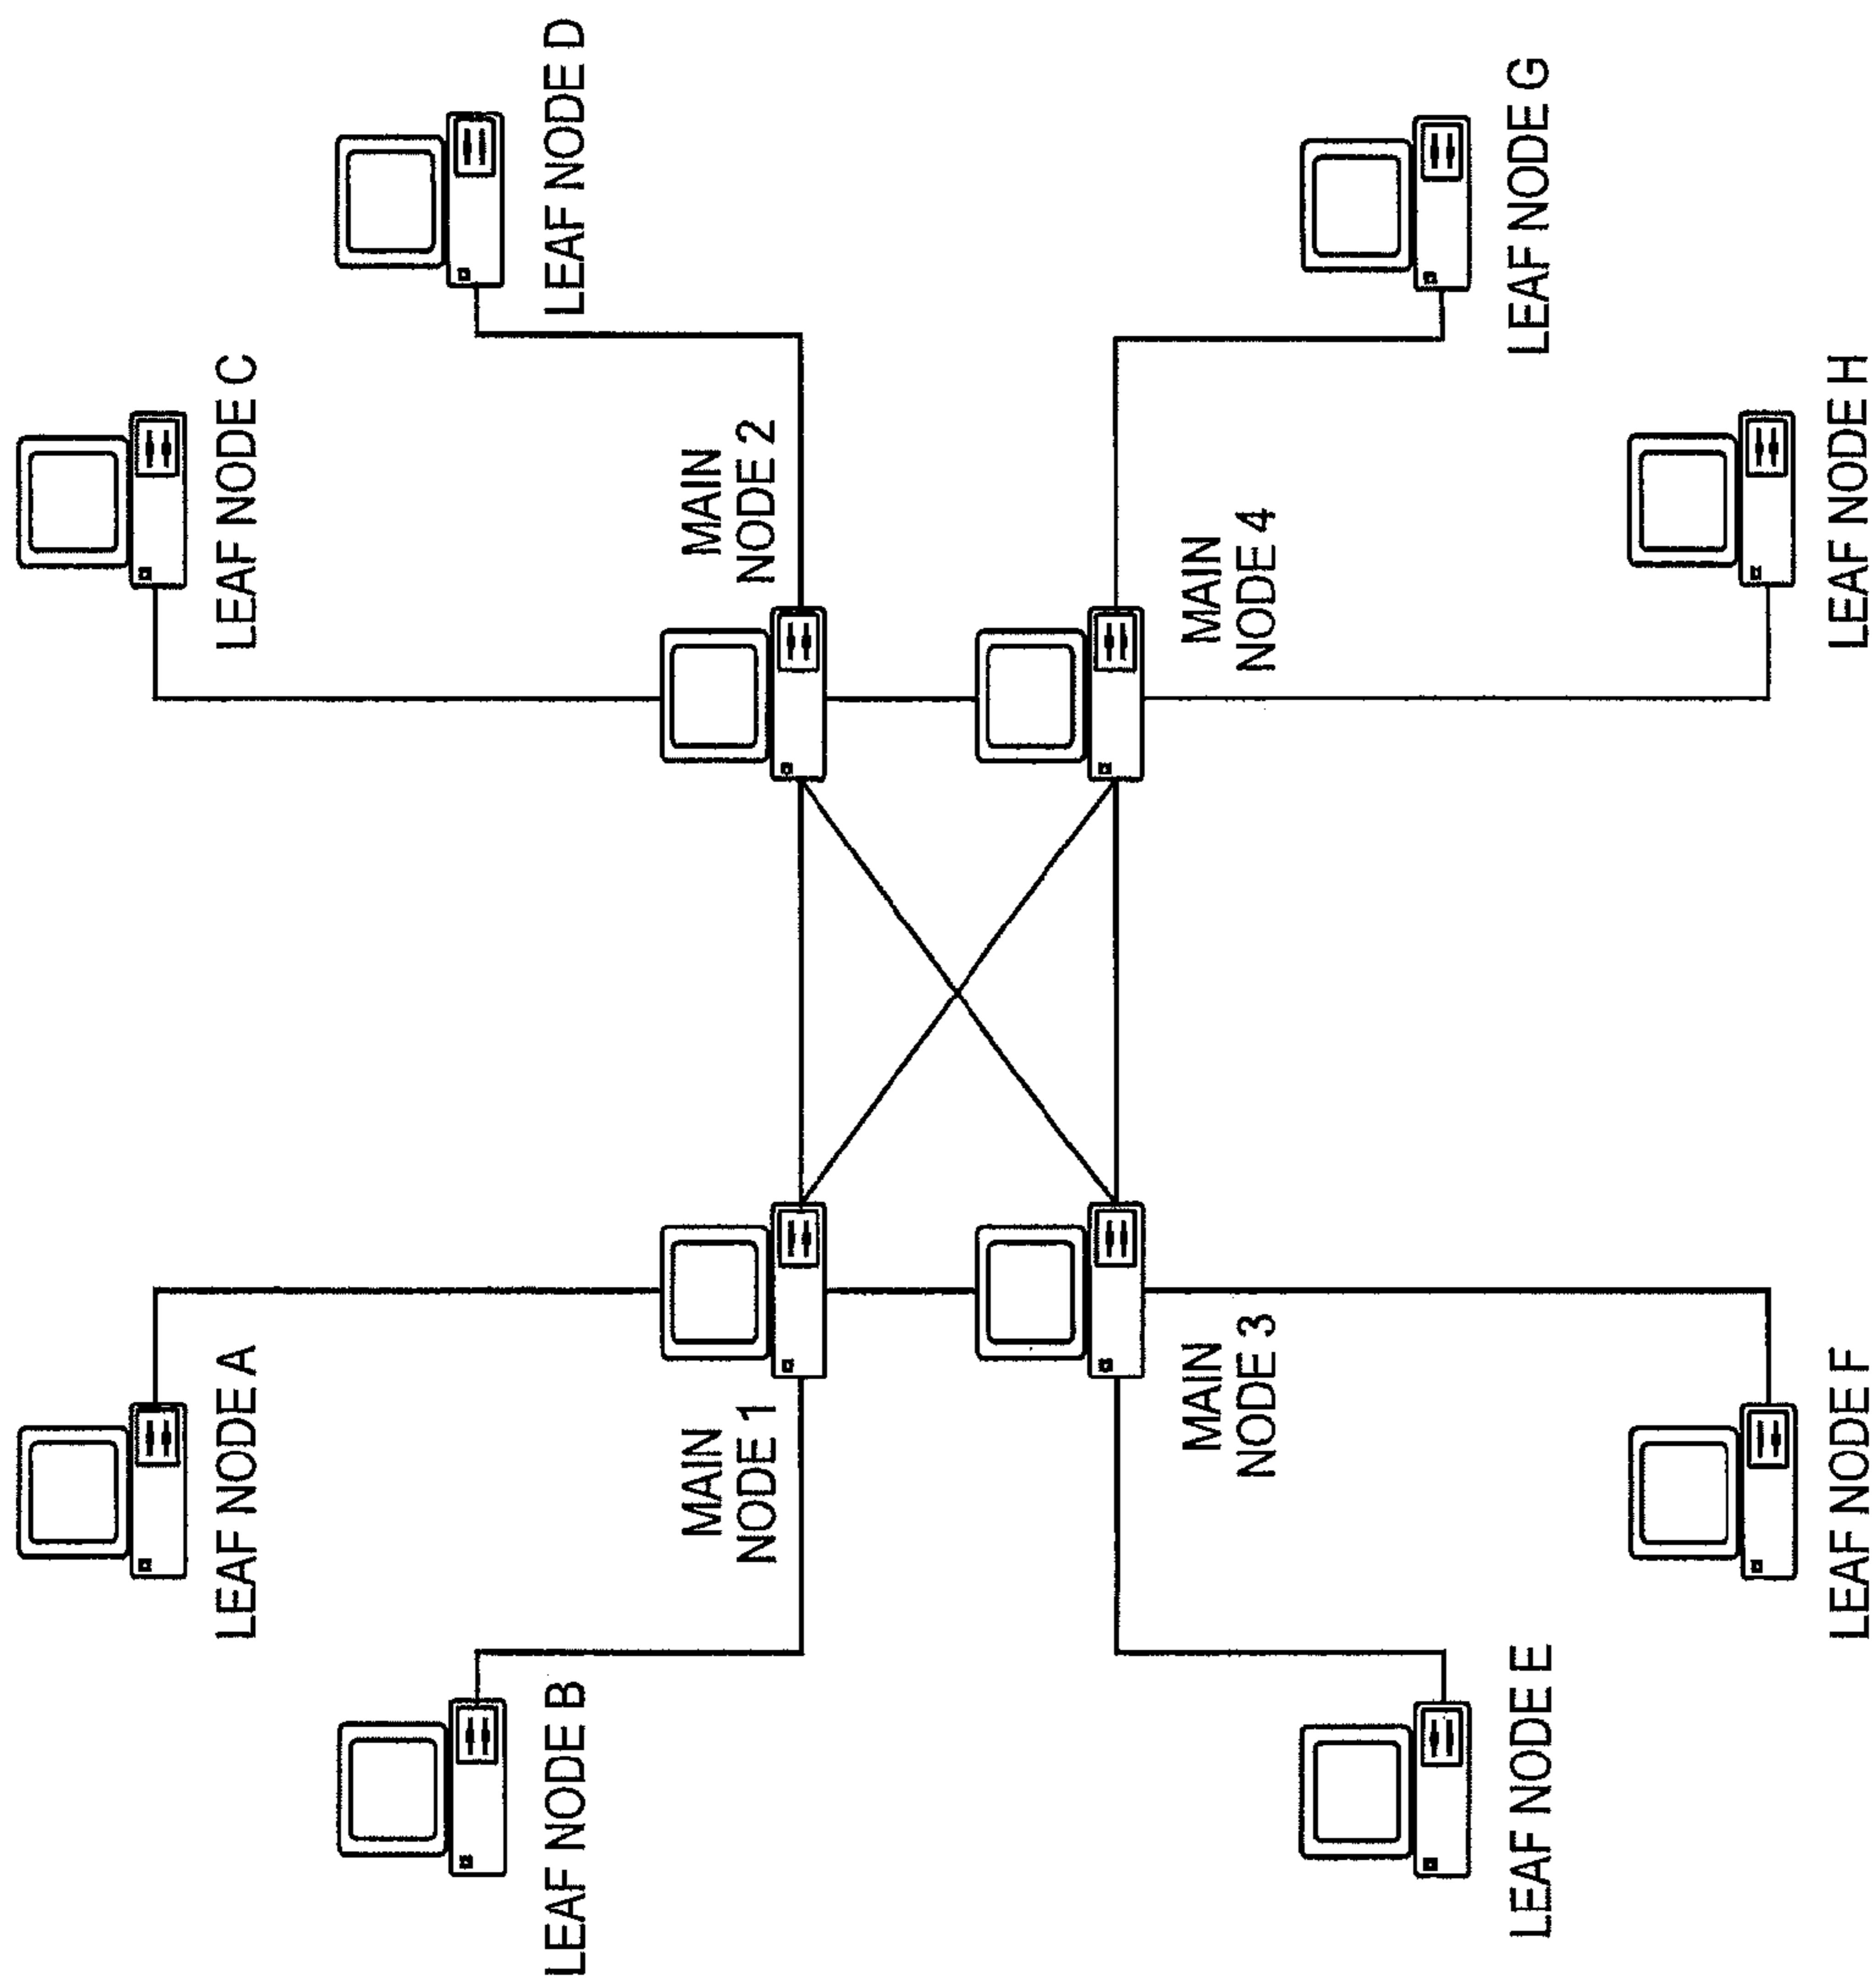 LEAF NODE A
LEAF NODE C
LEAF NODE B
LEAF NODE D
MAIN
NODE 1
MAIN
NODE 2
MAIN
NODE 3
MAIN
NODE 4
LEAF NODE E
LEAF NODE G
LEAF NODE F
LEAF NODE H